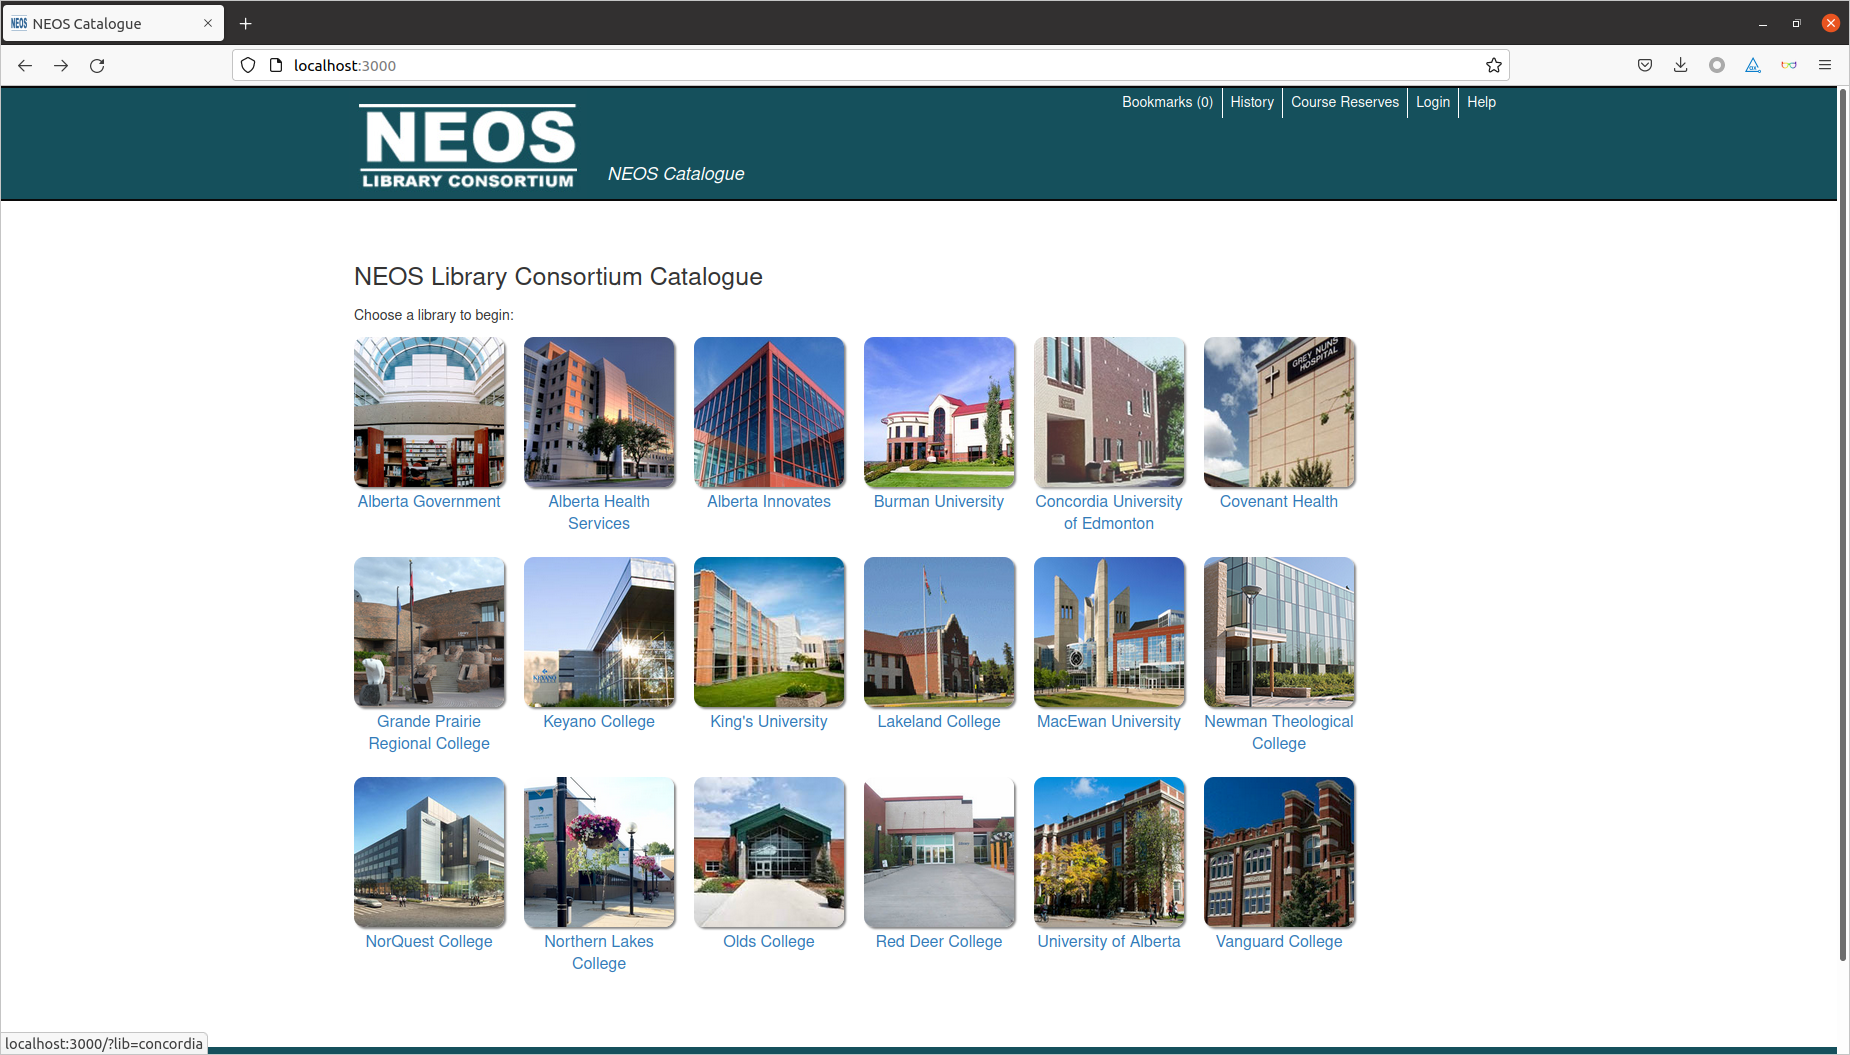 NEOS NEOS Catalogue
localhost:3000
NEOS
LIBRARY CONSORTIUM
NEOS Catalogue
Bookmarks (0) History Course Reserves Login Help
NEOS Library Consortium Catalogue
Choose a library to begin:
GREY NUNS
HOSPITAL
Alberta Government
Alberta Health
Services
Alberta Innovates
Burman University
Concordia University
of Edmonton
Covenant Health
KEYANO
Grande Prairie
Regional College
Keyano College
King's University
Lakeland College
MacEwan University
Newman Theological
College
NorQuest College
Northern Lakes
College
Olds College
Red Deer College
University of Alberta
Vanguard College
localhost:3000/?lib=concordia